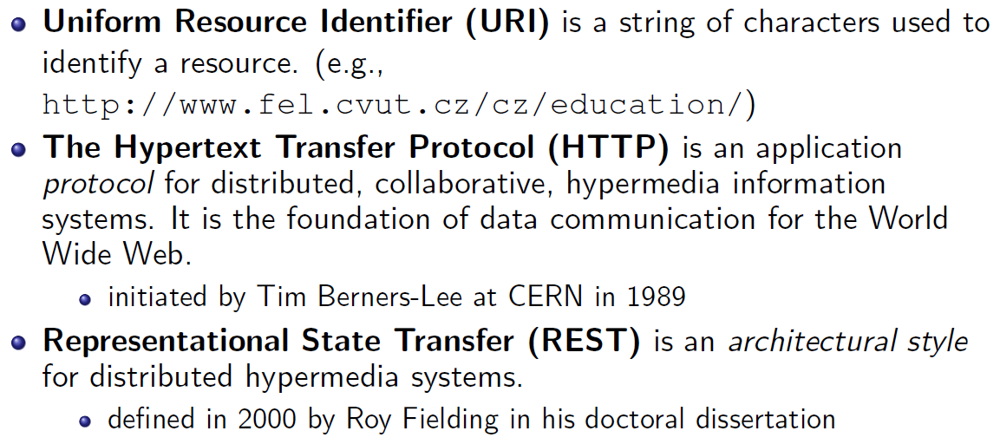 Uniform Resource Identifier (URI) is a string of characters used to
identify a resource. (e.g.,
http://www.fel.cvut.cz/cz/education/)
The Hypertext Transfer Protocol (HTTP) is an application
protocol for distributed, collaborative, hypermedia information
systems. It is the foundation of data communication for the World
Wide Web.
initiated by Tim Berners-Lee at CERN in 1989
Representational State Transfer (REST) is an architectural style
for distributed hypermedia systems.
defined in 2000 by Roy Fielding in his doctoral dissertation